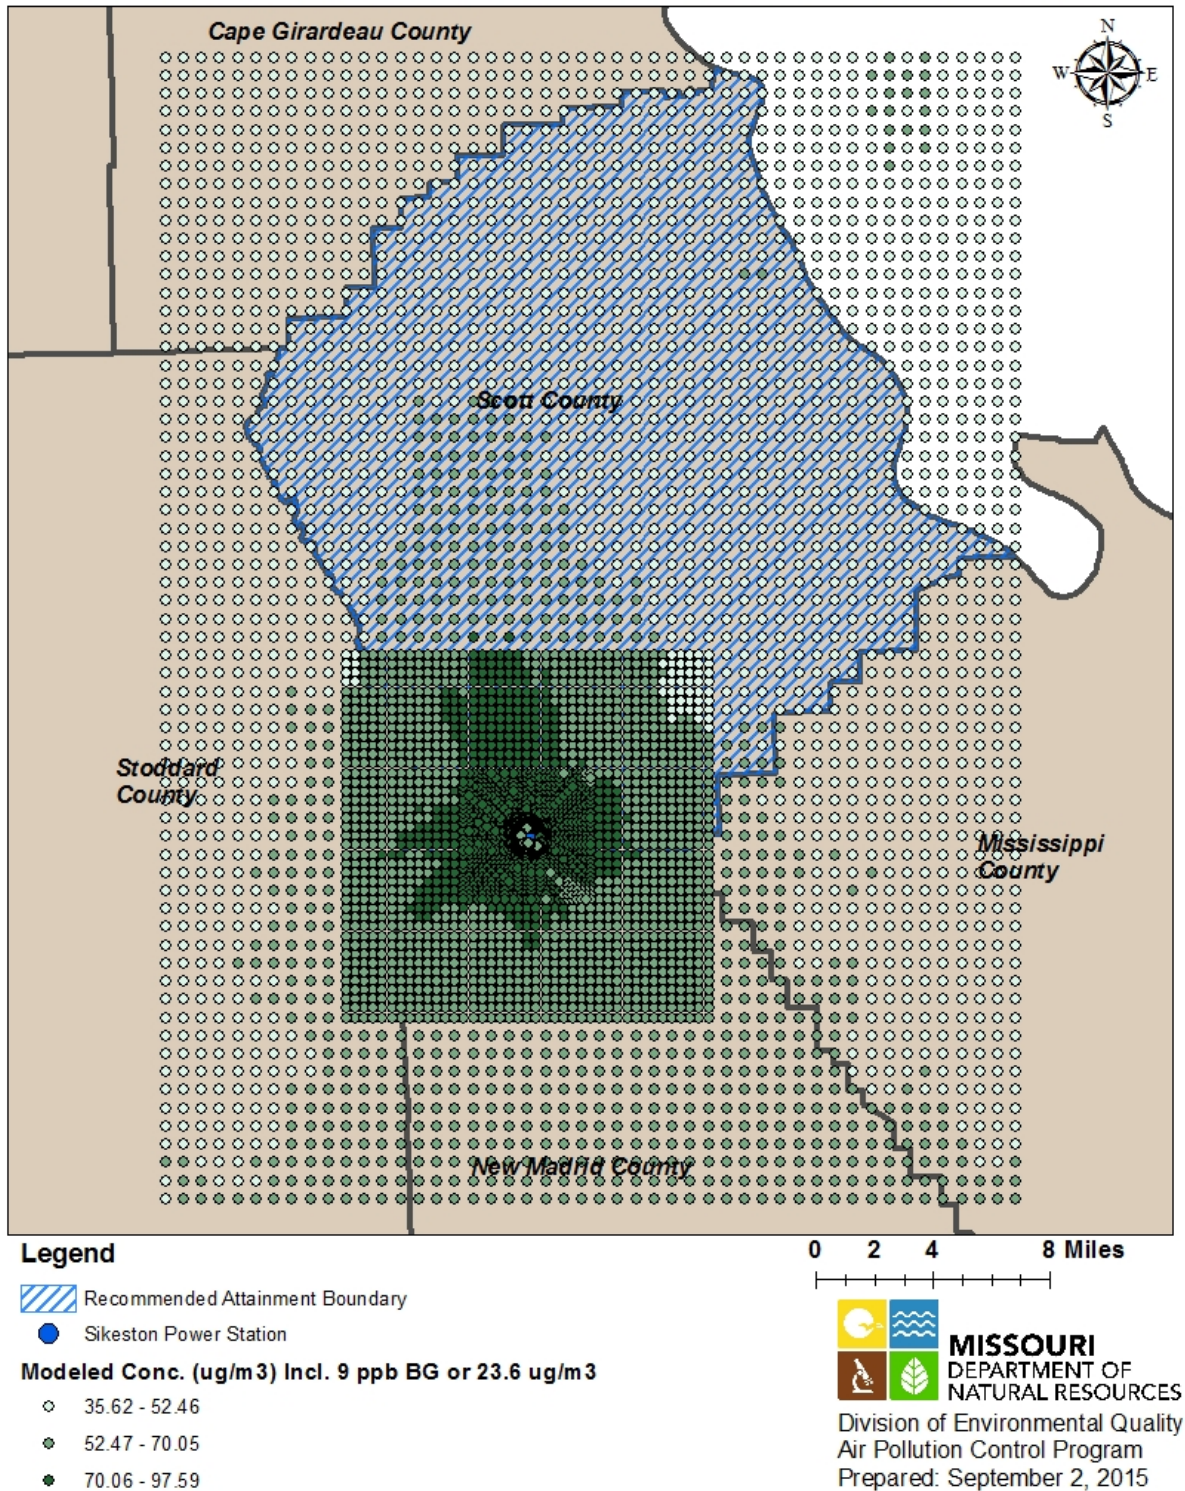 Cape Girardeau County
N
W
E
S
Scott County
Stoddard
County
Mississippi
County
New Madrid County
Legend
Recommended Attainment Boundary
Sikeston Power Station
Modeled Conc. (ug/m3) Incl. 9 ppb BG or 23.6 ug/m3
35.62 - 52.46
52.47 - 70.05
70.06 - 97.59
0 2 4 8 Miles
MISSOURI
DEPARTMENT OF
NATURAL RESOURCES
Division of Environmental Quality
Air Pollution Control Program
Prepared: September 2, 2015